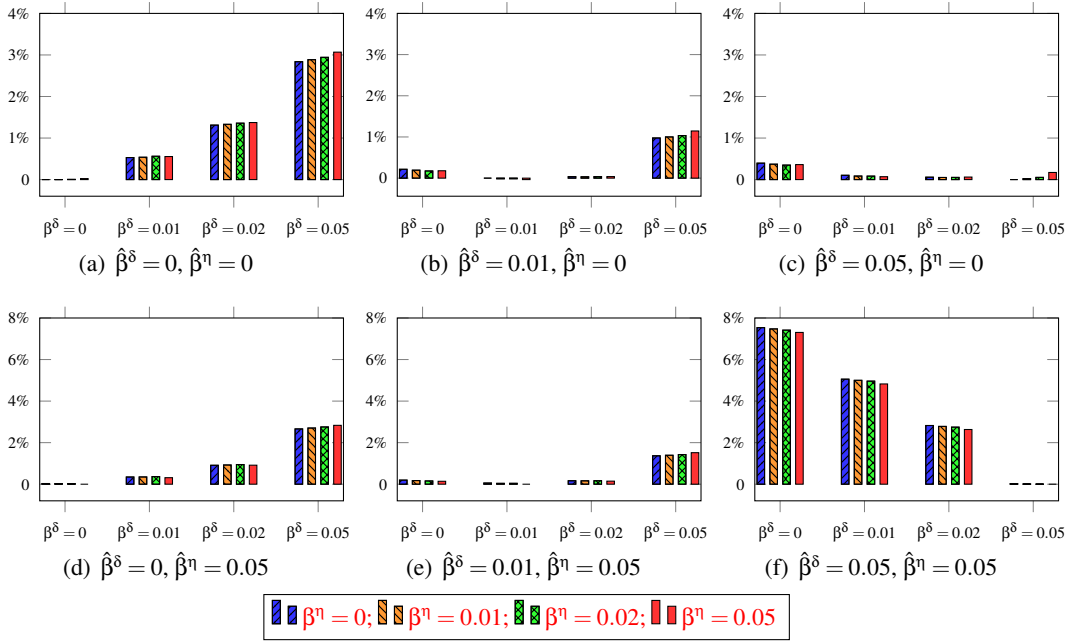 4% 4% 4%
3% 3% 3%
2% 2% 2%
1% 1% 1%
0 0 0
β^δ = 0 β^δ = 0.01 β^δ = 0.02 β^δ = 0.05 β^δ = 0 β^δ = 0.01 β^δ = 0.02 β^δ = 0.05 β^δ = 0 β^δ = 0.01 β^δ = 0.02 β^δ = 0.05
(a) β̂^δ = 0, β̂^η = 0 (b) β̂^δ = 0.01, β̂^η = 0 (c) β̂^δ = 0.05, β̂^η = 0
8% 8% 8%
6% 6% 6%
4% 4% 4%
2% 2% 2%
0 0 0
β^δ = 0 β^δ = 0.01 β^δ = 0.02 β^δ = 0.05 β^δ = 0 β^δ = 0.01 β^δ = 0.02 β^δ = 0.05 β^δ = 0 β^δ = 0.01 β^δ = 0.02 β^δ = 0.05
(d) β̂^δ = 0, β̂^η = 0.05 (e) β̂^δ = 0.01, β̂^η = 0.05 (f) β̂^δ = 0.05, β̂^η = 0.05
β^η = 0; β^η = 0.01; β^η = 0.02; β^η = 0.05